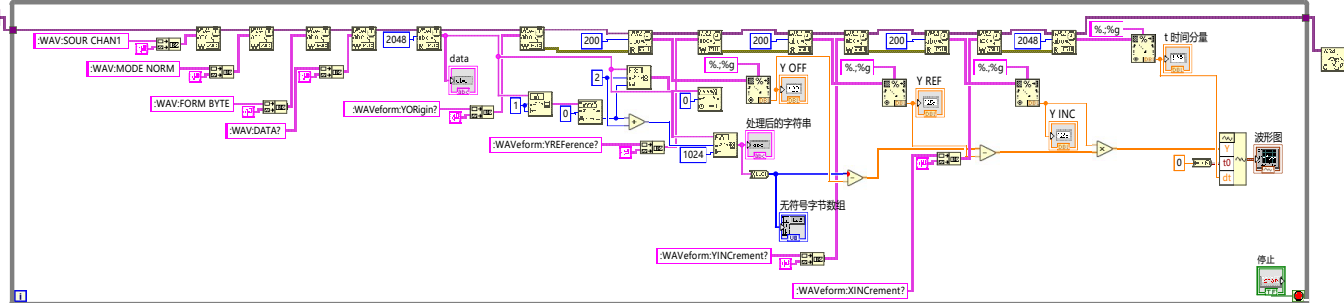 :WAV:SOUR CHAN1
:WAV:MODE NORM
:WAV:FORM BYTE
:WAV:DATA?
2048
data
:WAVeform:YORigin?
1
0
2
200
:WAVeform:YREFerence?
1024
0
%.;%g
Y OFF
处理后的字符串
无符号字节数组
200
%.;%g
Y REF
:WAVeform:YINCrement?
200
%.;%g
Y INC
:WAVeform:XINCrement?
2048
%.;%g
t 时间分量
0
Y
t0
dt
波形图
停止
STOP
i